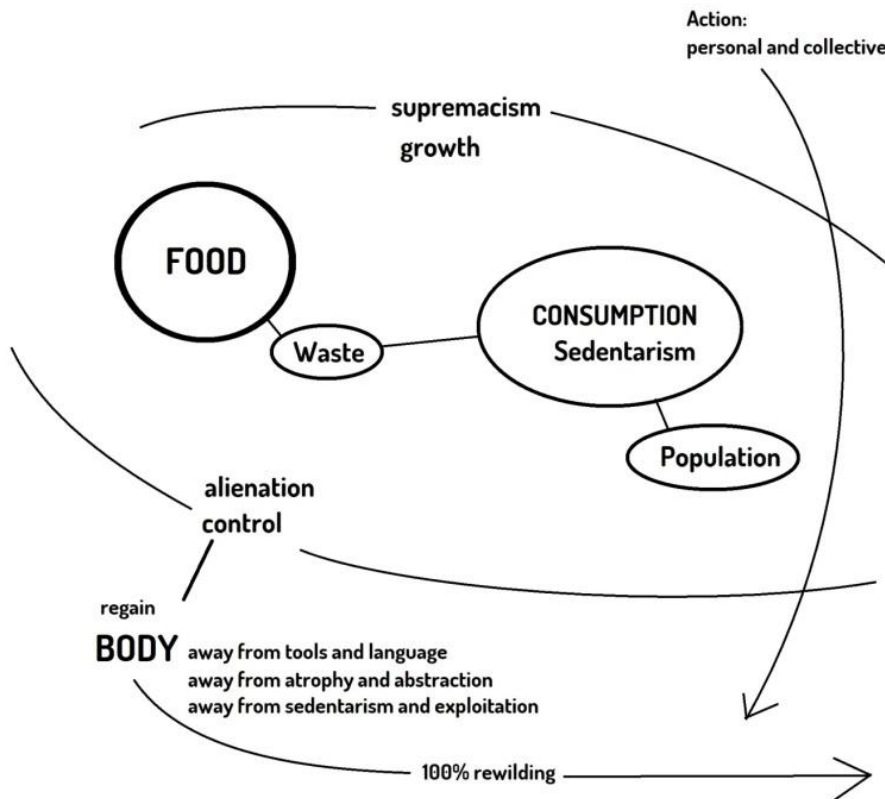 Action:
personal and collective
supremacism
growth
FOOD
Waste
CONSUMPTION
Sedentarism
Population
alienation
control
regain
BODY away from tools and language
away from atrophy and abstraction
away from sedentarism and exploitation
100% rewilding